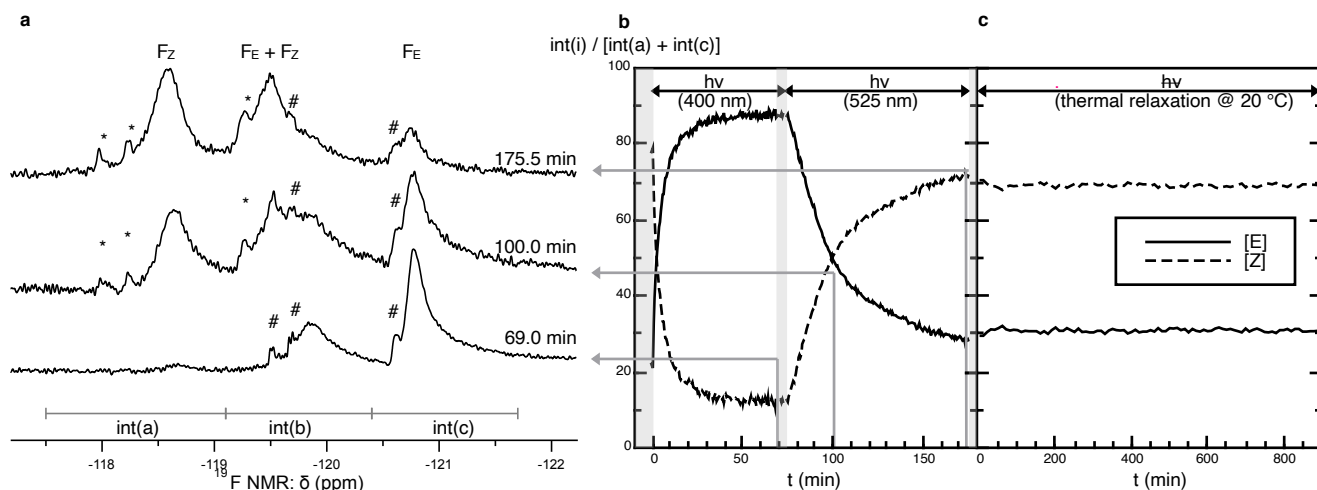 a
F_Z
F_E + F_Z
F_E
* * * # #
175.5 min
* * * # #
100.0 min
# # #
69.0 min
int(a) int(b) int(c)
-118 -119 -120 -121 -122
19F NMR: δ (ppm)
b
int(i) / [int(a) + int(c)]
100
80
60
40
20
0
hν
(400 nm)
hν
(525 nm)
0 50 100 150
t (min)
c
hν
(thermal relaxation @ 20 °C)
[E]
[Z]
0 200 400 600 800
t (min)